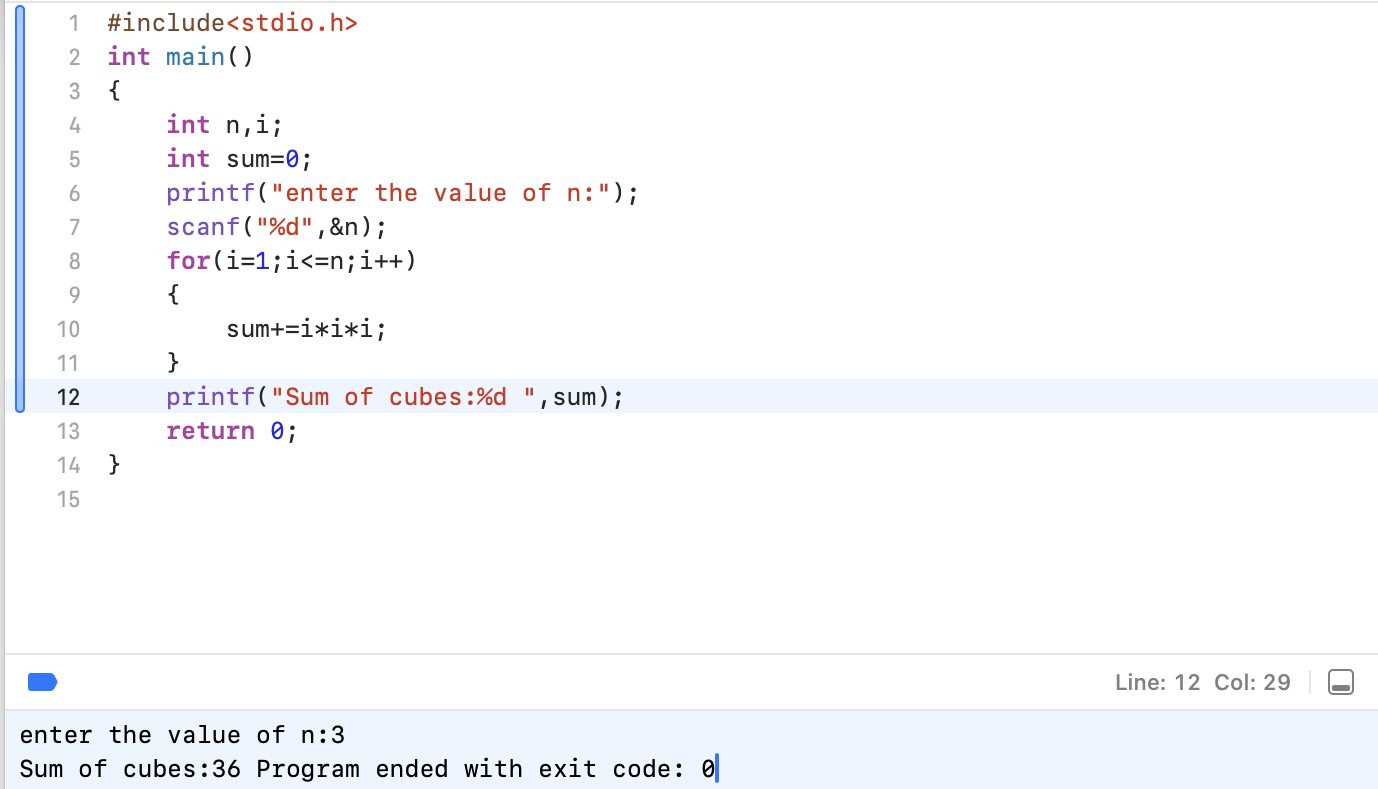 1 #include<stdio.h>
2 int main()
3 {
4     int n,i;
5     int sum=0;
6     printf("enter the value of n:");
7     scanf("%d",&n);
8     for(i=1;i<=n;i++)
9     {
10         sum+=i*i*i;
11     }
12     printf("Sum of cubes:%d ",sum);
13     return 0;
14 }
15
Line: 12 Col: 29
enter the value of n:3
Sum of cubes:36 Program ended with exit code: 0